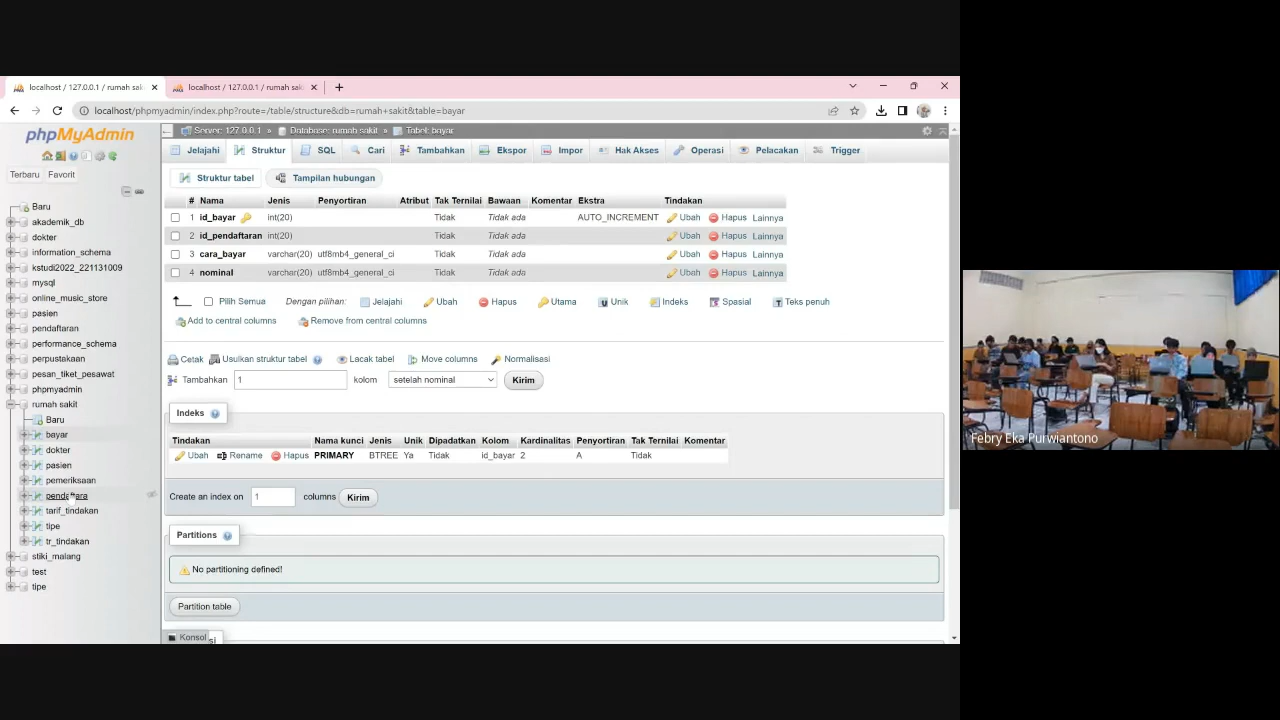 localhost / 127.0.0.1 / rumah sak
localhost / 127.0.0.1 / rumah sak
localhost/phpmyadmin/index.php?route=/table/structure&db=rumah+sakit&table=bayar
phpMyAdmin
Terbaru Favorit
Baru
akademik_db
dokter
information_schema
kstudi2022_221131009
mysql
online_music_store
pasien
pendaftaran
performance_schema
perpustakaan
pesan_tiket_pesawat
phpmyadmin
rumah sakit
Baru
bayar
dokter
pasien
pemeriksaan
pendaftara
tarif_tindakan
tipe
tr_tindakan
stiki_malang
test
tipe
Server: 127.0.0.1 » Database: rumah sakit » Tabel: bayar
Jelajahi Struktur SQL Cari Tambahkan Ekspor Impor Hak Akses Operasi Pelacakan Trigger
Struktur tabel Tampilan hubungan
# Nama Jenis Penyortiran Atribut Tak Ternilai Bawaan Komentar Ekstra Tindakan
1 id_bayar int(20) Tidak Tidak ada AUTO_INCREMENT Ubah Hapus Lainnya
2 id_pendaftaran int(20) Tidak Tidak ada Ubah Hapus Lainnya
3 cara_bayar varchar(20) utf8mb4_general_ci Tidak Tidak ada Ubah Hapus Lainnya
4 nominal varchar(20) utf8mb4_general_ci Tidak Tidak ada Ubah Hapus Lainnya
Pilih Semua Dengan pilihan: Jelajahi Ubah Hapus Utama Unik Indeks Spasial Teks penuh
Add to central columns Remove from central columns
Cetak Usulkan struktur tabel Lacak tabel Move columns Normalisasi
Tambahkan 1 kolom setelah nominal Kirim
Indeks
Tindakan Nama kunci Jenis Unik Dipadatkan Kolom Kardinalitas Penyortiran Tak Ternilai Komentar
Ubah Rename Hapus PRIMARY BTREE Ya Tidak id_bayar 2 A Tidak
Create an index on 1 columns Kirim
Partitions
No partitioning defined!
Partition table
Konsol si
Febry Eka Purwiantono